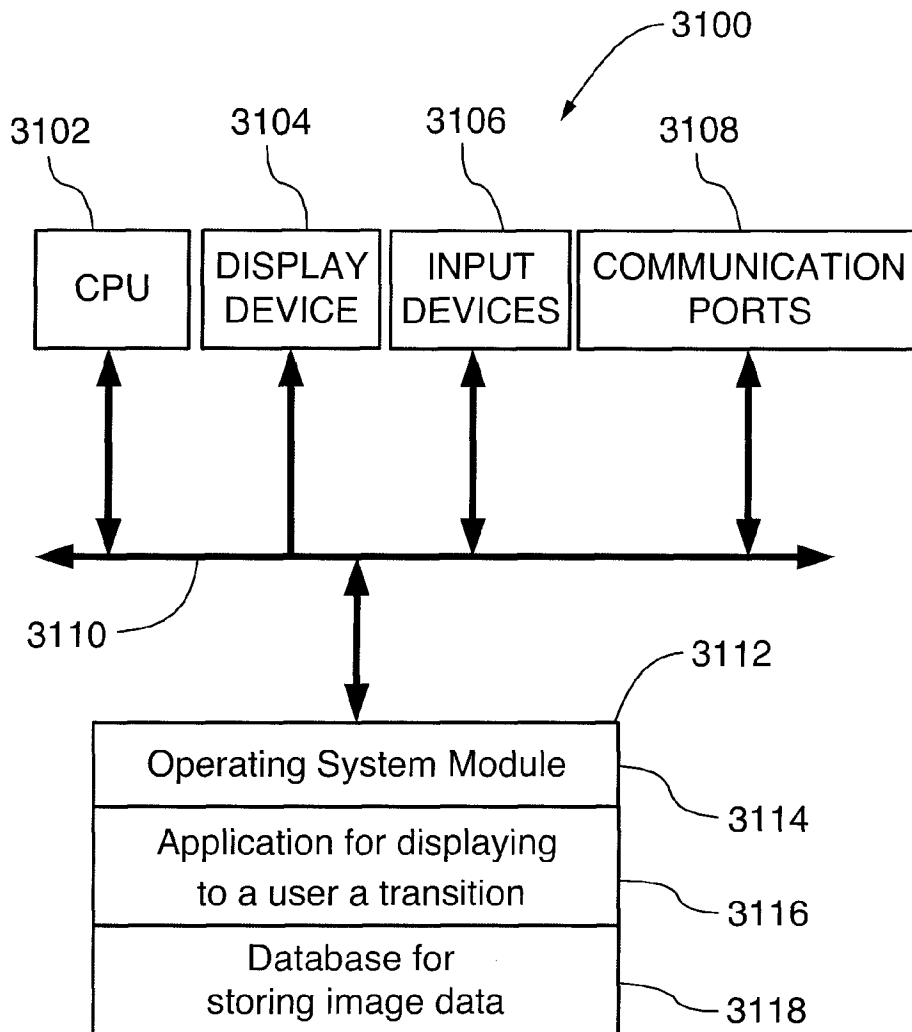 3100
3102
3104
3106
3108
CPU
DISPLAY
DEVICE
INPUT
DEVICES
COMMUNICATION
PORTS
3110
3112
Operating System Module
3114
Application for displaying
to a user a transition
3116
Database for
storing image data
3118